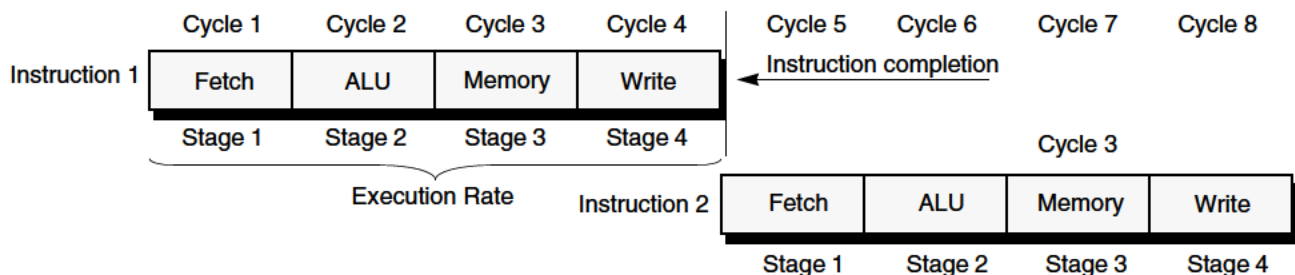 Cycle 1 Cycle 2 Cycle 3 Cycle 4 Cycle 5 Cycle 6 Cycle 7 Cycle 8
Instruction 1 Fetch ALU Memory Write Instruction completion
Stage 1 Stage 2 Stage 3 Stage 4
Cycle 3
Execution Rate
Instruction 2 Fetch ALU Memory Write
Stage 1 Stage 2 Stage 3 Stage 4